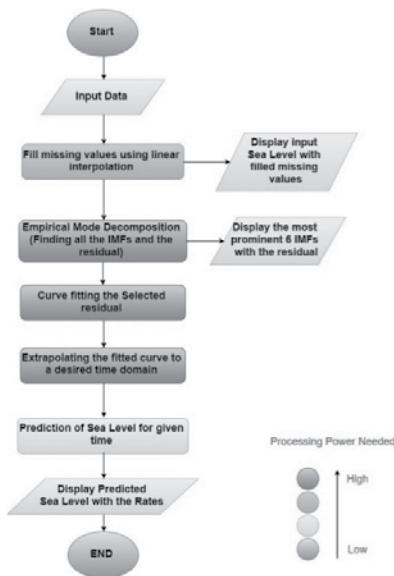 Start
Input Data
Fill missing values using linear
interpolation
Display input
Sea Level with
filled missing
values
Empirical Mode Decomposition
(Finding all the IMFs and the
residual)
Display the most
prominent 6 IMFs
with the residual
Curve fitting the Selected
residual
Extrapolating the fitted curve to
a desired time domain
Prediction of Sea Level for given
time
Display Predicted
Sea Level with the Rates
END
Processing Power Needed
High
Low